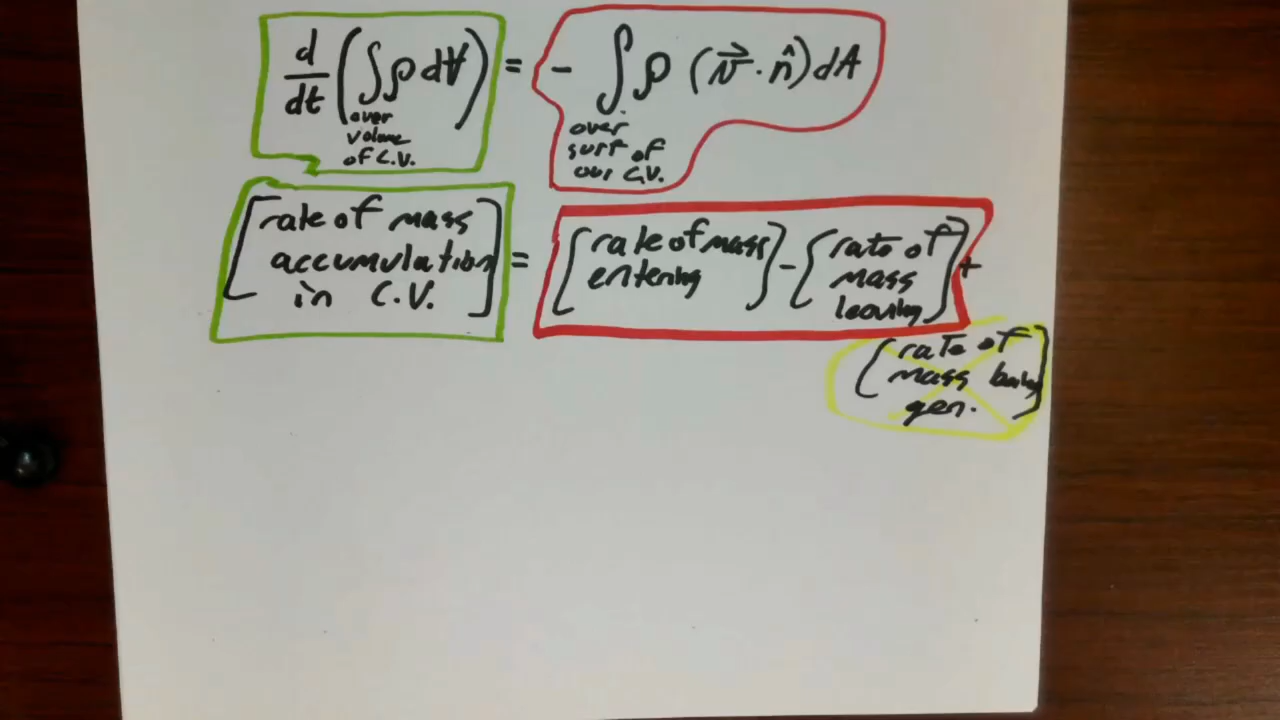 d/dt (∫ρ dV̶) = - ∫ρ (v⃗ · n̂) dA
over
volume
of C.V.
over
surf of
our C.V.
[rate of mass
accumulation
in C.V.]
=
[rate of mass
entering]
-
[rate of
mass
leaving]
+
[rate of
mass being
gen.]